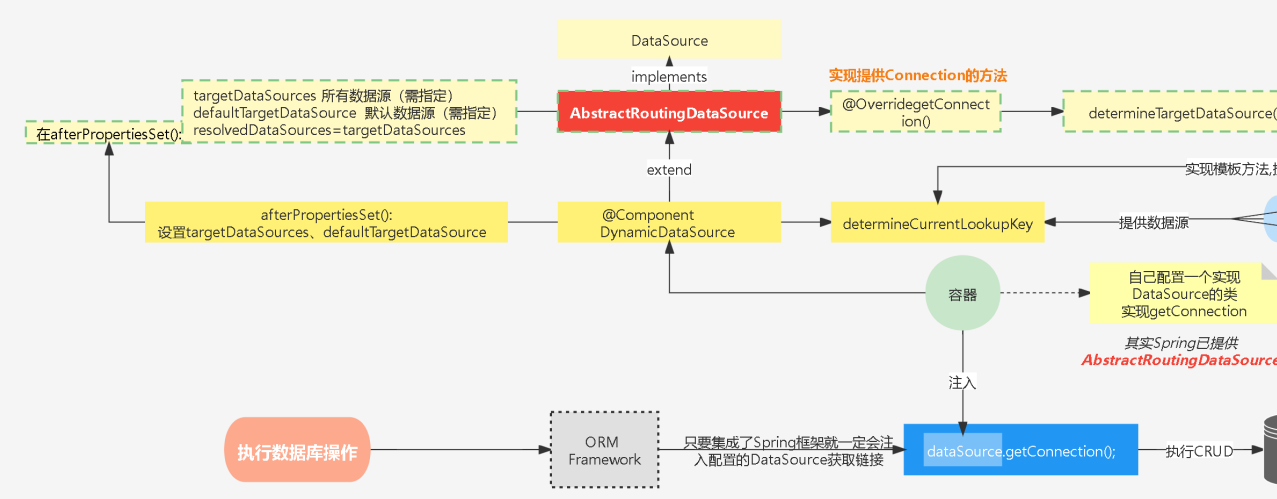 DataSource
implements
实现提供Connection的方法
targetDataSources 所有数据源（需指定）
defaultTargetDataSource 默认数据源（需指定）
resolvedDataSources=targetDataSources
AbstractRoutingDataSource
@OverridegetConnect
ion()
determineTargetDataSource(
在afterPropertiesSet():
extend
实现模板方法,
afterPropertiesSet():
设置targetDataSources、defaultTargetDataSource
@Component
DynamicDataSource
determineCurrentLookupKey
提供数据源
容器
自己配置一个实现
DataSource的类
实现getConnection
其实Spring已提供
AbstractRoutingDataSource
注入
执行数据库操作
ORM
Framework
只要集成了Spring框架就一定会注
入配置的DataSource获取链接
dataSource.getConnection();
执行CRUD